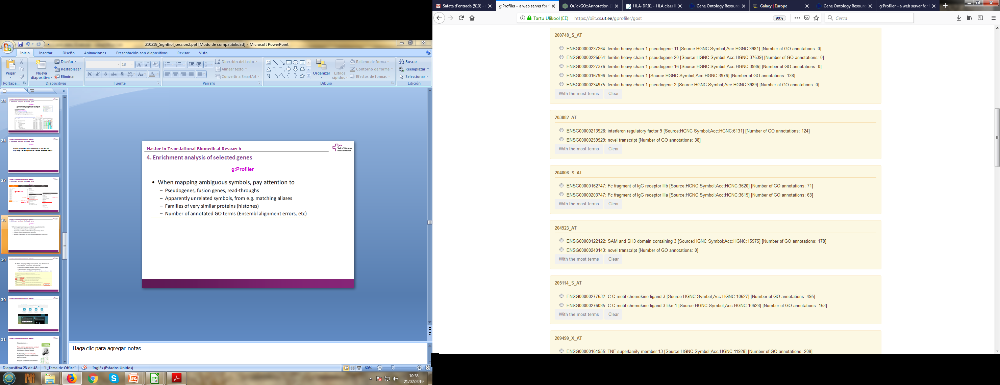 210219_SignBiol_session2.ppt [Modo de compatibilidad] - Microsoft PowerPoint
Inicio
Insertar
Diseño
Animaciones
Presentación con diapositivas
Revisar
Vista
Pegar
Portapa...
Nueva
diapositiva
Diseño
Restablecer
Eliminar
Diapositivas
18
Fuente
Párrafo
Dirección del texto
Alinear texto
Convertir a SmartArt
Organizar
Estilos
rápidos
Relleno de forma
Contorno de forma
Efectos de formas
Dibujo
Buscar
Reemplazar
Seleccionar
Edición
25
g:Profiler graphical output
26
27
28
29
30
31
Master in Translational Biomedical Research
Vall d'Hebron
Institut de Recerca
4. Enrichment analysis of selected genes
g:Profiler
• When mapping ambiguous symbols, pay attention to
– Pseudogenes, fusion genes, read-throughs
– Apparently unrelated symbols, from e.g. matching aliases
– Families of very similar proteins (histones)
– Number of annotated GO terms (Ensembl alignment errors, etc)
Haga clic para agregar notas
Diapositiva 28 de 48
"1_Tema de Office"
Inglés (Estados Unidos)
60%
10:38
21/02/2019
Safata d'entrada (819) -
g:Profiler – a web server for f
QuickGO::Annotation Li
HLA-DRB1 - HLA class II
Gene Ontology Resourc
Galaxy | Europe
Gene Ontology Resourc
g:Profiler – a web server for f
Tartu Ülikool (EE)
https://biit.cs.ut.ee/gprofiler/gost
90%
Cerca
200748_S_AT
ENSG00000237264: ferritin heavy chain 1 pseudogene 11 [Source:HGNC Symbol;Acc:HGNC:3981] [Number of GO annotations: 0]
ENSG00000226564: ferritin heavy chain 1 pseudogene 20 [Source:HGNC Symbol;Acc:HGNC:37639] [Number of GO annotations: 0]
ENSG00000227376: ferritin heavy chain 1 pseudogene 16 [Source:HGNC Symbol;Acc:HGNC:3986] [Number of GO annotations: 0]
ENSG00000167996: ferritin heavy chain 1 [Source:HGNC Symbol;Acc:HGNC:3976] [Number of GO annotations: 138]
ENSG00000234975: ferritin heavy chain 1 pseudogene 2 [Source:HGNC Symbol;Acc:HGNC:3989] [Number of GO annotations: 0]
With the most terms Clear
203882_AT
ENSG00000213928: interferon regulatory factor 9 [Source:HGNC Symbol;Acc:HGNC:6131] [Number of GO annotations: 124]
ENSG00000259529: novel transcript [Number of GO annotations: 38]
With the most terms Clear
204006_S_AT
ENSG00000162747: Fc fragment of IgG receptor IIIb [Source:HGNC Symbol;Acc:HGNC:3620] [Number of GO annotations: 71]
ENSG00000203747: Fc fragment of IgG receptor IIIa [Source:HGNC Symbol;Acc:HGNC:3619] [Number of GO annotations: 63]
With the most terms Clear
204923_AT
ENSG00000122122: SAM and SH3 domain containing 3 [Source:HGNC Symbol;Acc:HGNC:15975] [Number of GO annotations: 178]
ENSG00000240143: novel transcript [Number of GO annotations: 0]
With the most terms Clear
205114_S_AT
ENSG00000277632: C-C motif chemokine ligand 3 [Source:HGNC Symbol;Acc:HGNC:10627] [Number of GO annotations: 495]
ENSG00000276085: C-C motif chemokine ligand 3 like 1 [Source:HGNC Symbol;Acc:HGNC:10628] [Number of GO annotations: 153]
With the most terms Clear
209499_X_AT
ENSG00000161955: TNF superfamily member 13 [Source:HGNC Symbol;Acc:HGNC:11928] [Number of GO annotations: 209]